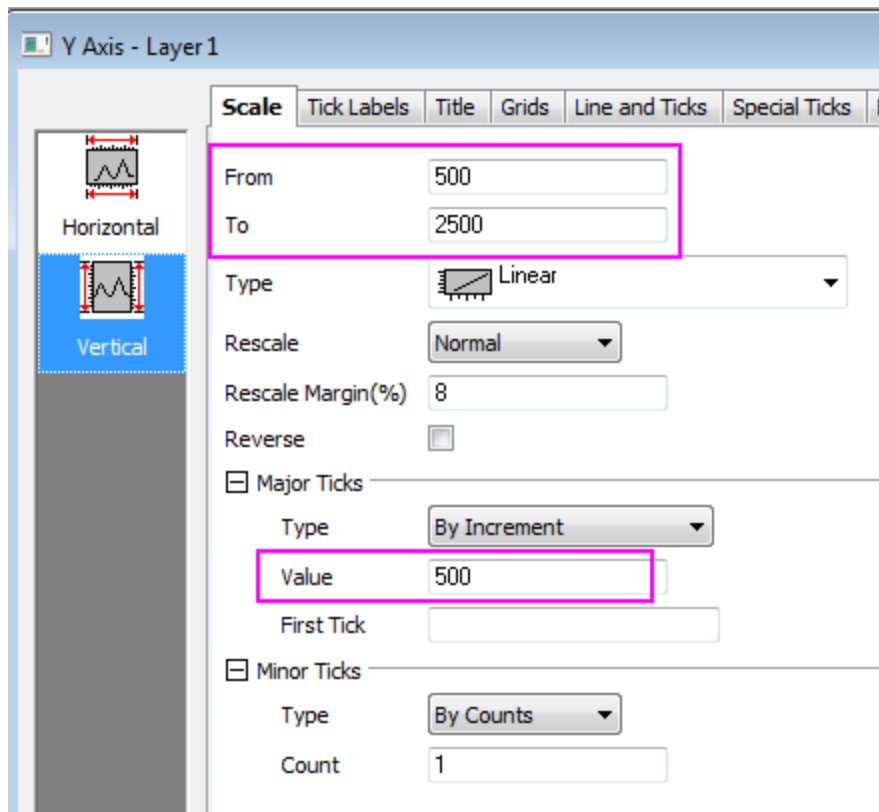 Y Axis - Layer 1
Scale Tick Labels Title Grids Line and Ticks Special Ticks
Horizontal
Vertical
From 500
To 2500
Type Linear
Rescale Normal
Rescale Margin(%) 8
Reverse
Major Ticks
Type By Increment
Value 500
First Tick
Minor Ticks
Type By Counts
Count 1